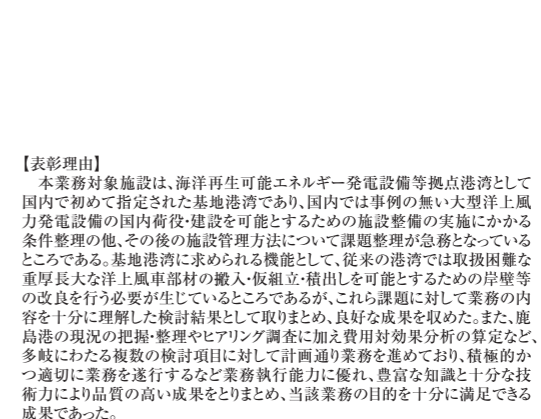 【表彰理由】
　本業務対象施設は、海洋再生可能エネルギー発電設備等拠点港湾として
国内で初めて指定された基地港湾であり、国内では事例の無い大型洋上風
力発電設備の国内荷役・建設を可能とするための施設整備の実施にかかる
条件整理の他、その後の施設管理方法について課題整理が急務となっている
ところである。基地港湾に求められる機能として、従来の港湾では取扱困難な
重厚長大な洋上風車部材の搬入・仮組立・積出しを可能とするための岸壁等
の改良を行う必要が生じているところであるが、これら課題に対して業務の内
容を十分に理解した検討結果として取りまとめ、良好な成果を収めた。また、鹿
島港の現況の把握・整理やヒアリング調査に加え費用対効果分析の算定など、
多岐にわたる複数の検討項目に対して計画通り業務を進めており、積極的か
つ適切に業務を遂行するなど業務執行能力に優れ、豊富な知識と十分な技
術力により品質の高い成果をとりまとめ、当該業務の目的を十分に満足できる
成果であった。